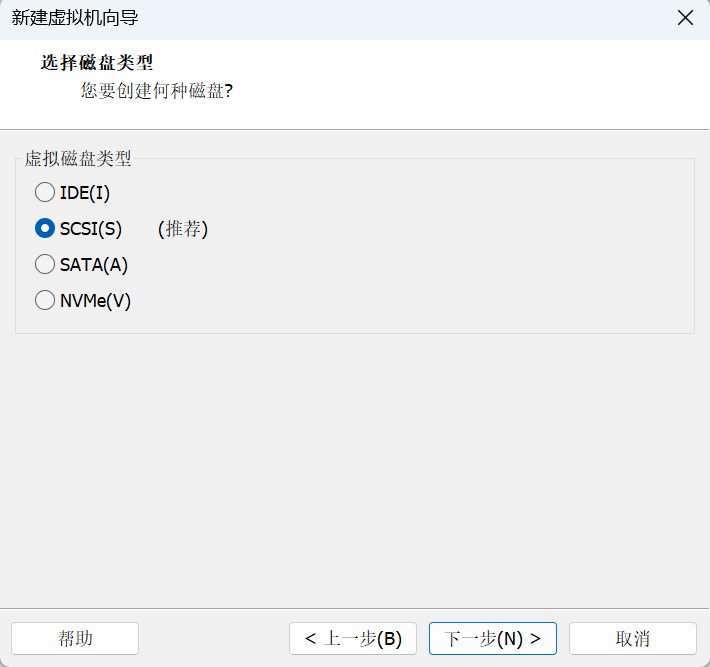 新建虚拟机向导
选择磁盘类型
您要创建何种磁盘?
虚拟磁盘类型
IDE(I)
SCSI(S) (推荐)
SATA(A)
NVMe(V)
帮助 < 上一步(B) 下一步(N) > 取消